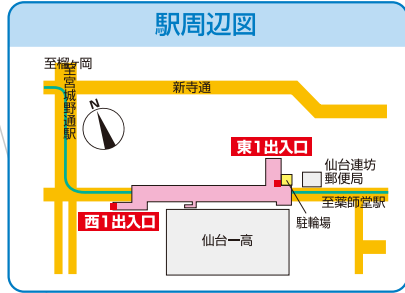 駅周辺図
至榴ヶ岡
至宮城野通駅
新寺通
N
東1出入口
仙台連坊
郵便局
至薬師堂駅
西1出入口
駐輪場
仙台一高